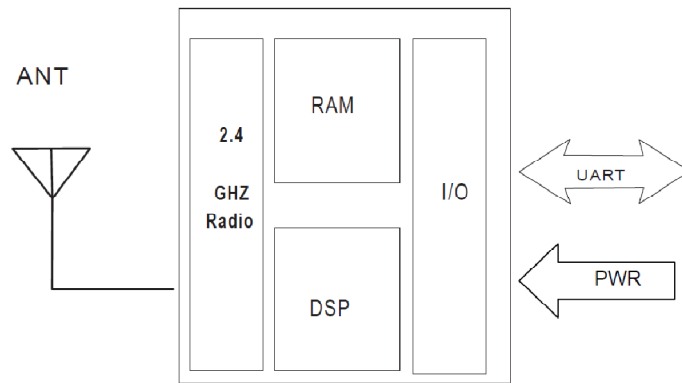 ANT
2.4
GHZ
Radio
RAM
DSP
I/O
UART
PWR